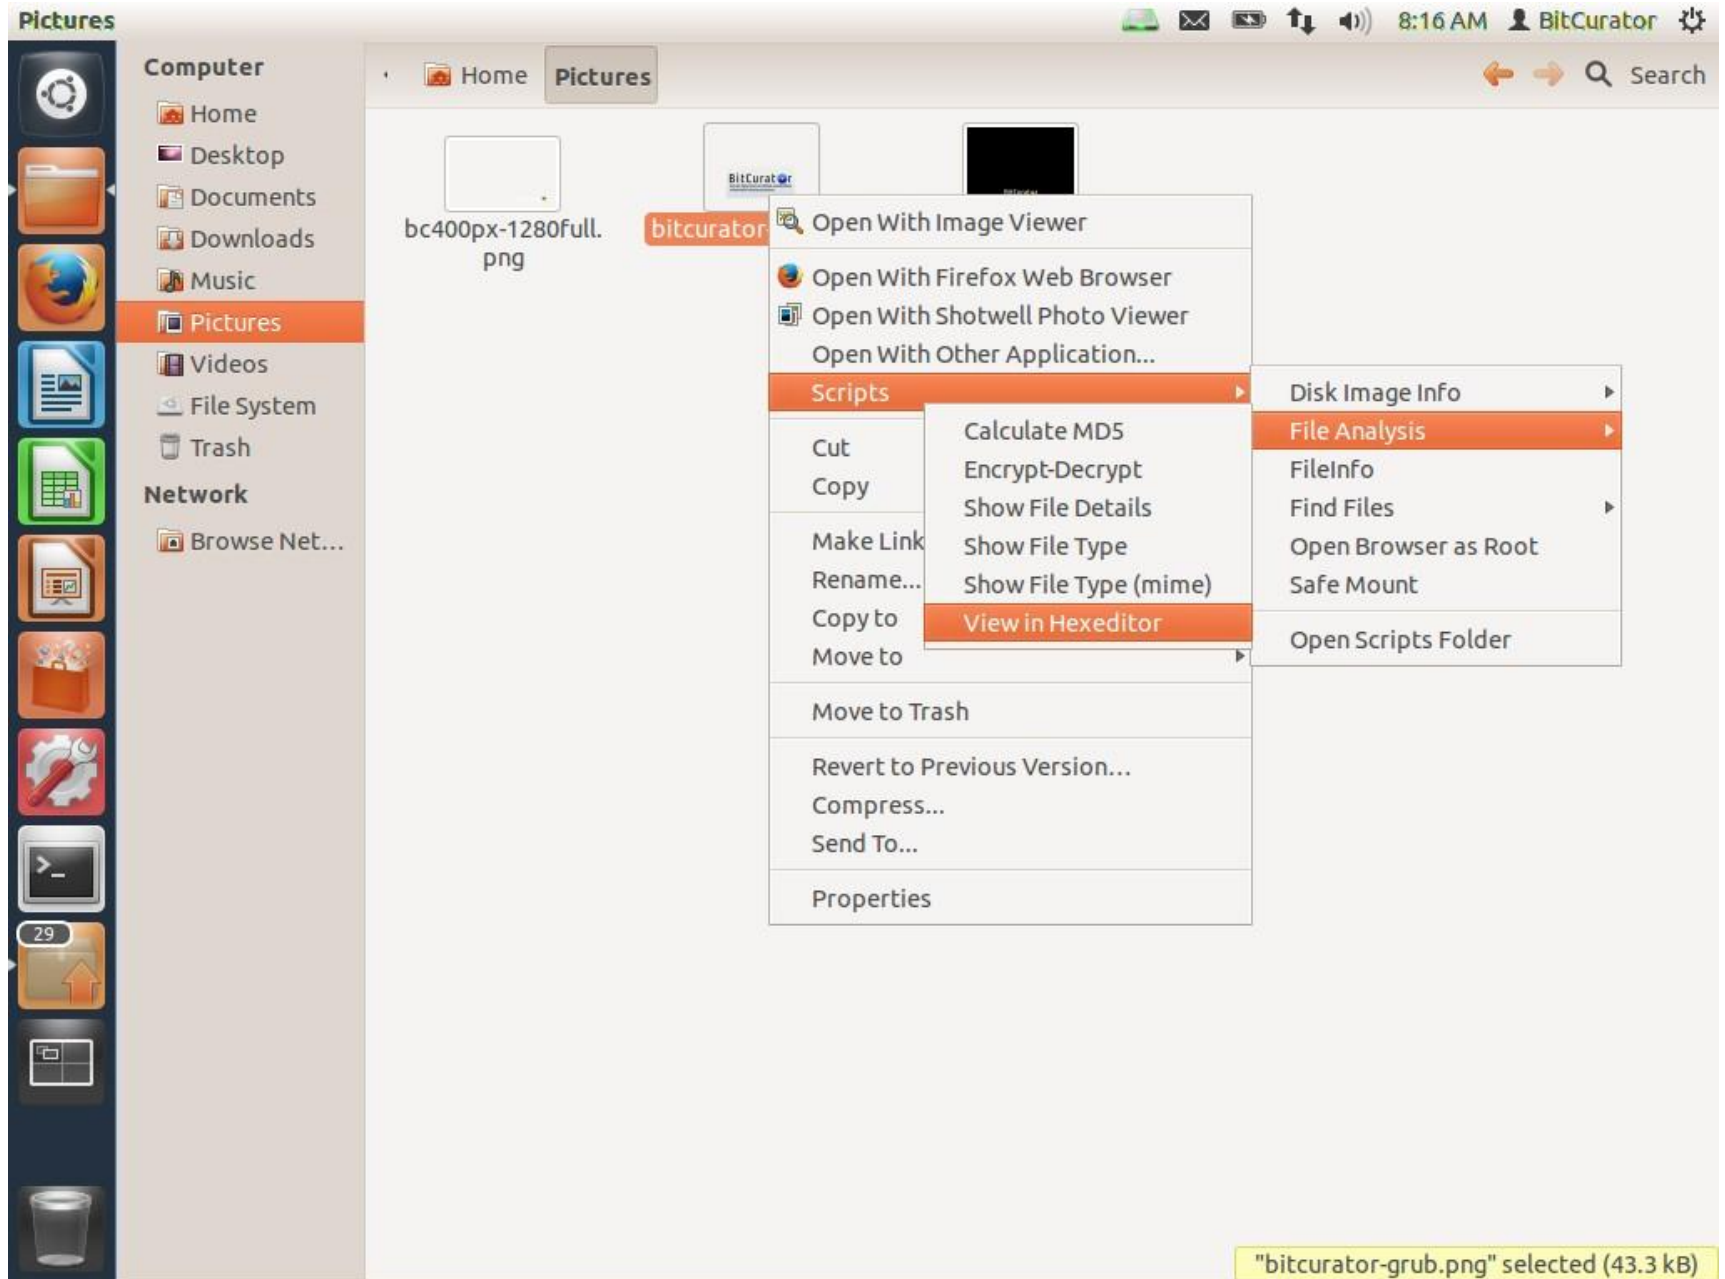 Pictures
8:16 AM BitCurator
Computer
Home
Desktop
Documents
Downloads
Music
Pictures
Videos
File System
Trash
Network
Browse Net...
Home Pictures Search
bc400px-1280full.
png
BitCurator
bitcurator-
Open With Image Viewer
Open With Firefox Web Browser
Open With Shotwell Photo Viewer
Open With Other Application...
Scripts
Cut
Copy
Make Link
Rename...
Copy to
Move to
Move to Trash
Revert to Previous Version...
Compress...
Send To...
Properties
Calculate MD5
Encrypt-Decrypt
Show File Details
Show File Type
Show File Type (mime)
View in Hexeditor
Disk Image Info
File Analysis
FileInfo
Find Files
Open Browser as Root
Safe Mount
Open Scripts Folder
29
"bitcurator-grub.png" selected (43.3 kB)